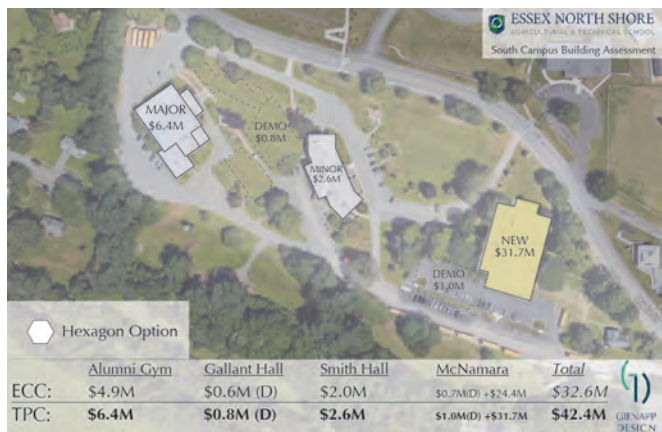 ESSEX NORTH SHORE
AGRICULTURAL & TECHNICAL SCHOOL
South Campus Building Assessment
MAJOR
$6.4M
DEMO
$0.8M
MINOR
$2.6M
NEW
$31.7M
DEMO
$1.0M
Hexagon Option
Alumni Gym Gallant Hall Smith Hall McNamara Total
ECC: $4.9M $0.6M (D) $2.0M $0.7M(D) +$24.4M $32.6M
TPC: $6.4M $0.8M (D) $2.6M $1.0M(D) +$31.7M $42.4M
GIENAPP
DESIGN